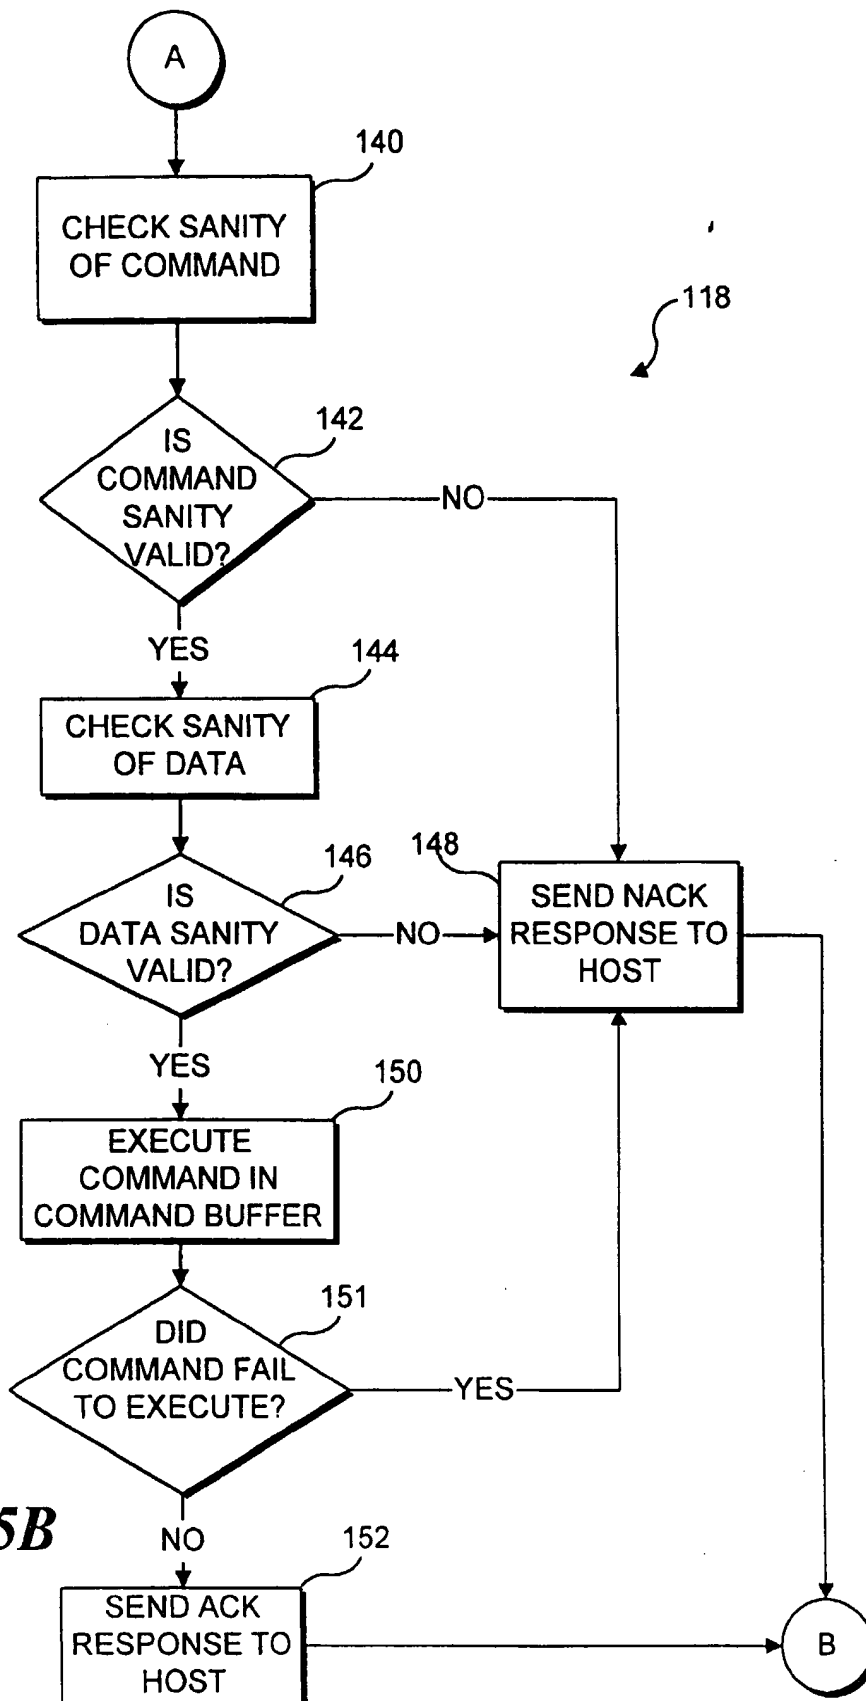 A
140
CHECK SANITY
OF COMMAND
118
142
IS
COMMAND
SANITY
VALID?
NO
YES
144
CHECK SANITY
OF DATA
146
IS
DATA SANITY
VALID?
NO
148
SEND NACK
RESPONSE TO
HOST
YES
150
EXECUTE
COMMAND IN
COMMAND BUFFER
151
DID
COMMAND FAIL
TO EXECUTE?
YES
5B
NO
152
SEND ACK
RESPONSE TO
HOST
B